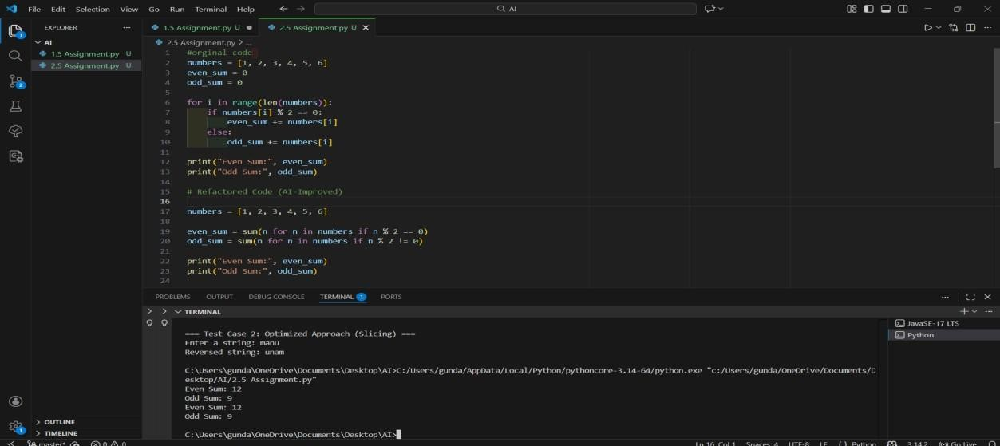 File Edit Selection View Go Run Terminal Help
AI
EXPLORER
AI
1.5 Assignment.py U
2.5 Assignment.py U
OUTLINE
TIMELINE
1.5 Assignment.py U
2.5 Assignment.py U
2.5 Assignment.py > ...
1 #orginal code
2 numbers = [1, 2, 3, 4, 5, 6]
3 even_sum = 0
4 odd_sum = 0
5
6 for i in range(len(numbers)):
7 if numbers[i] % 2 == 0:
8 even_sum += numbers[i]
9 else:
10 odd_sum += numbers[i]
11
12 print("Even Sum:", even_sum)
13 print("Odd Sum:", odd_sum)
14
15 # Refactored Code (AI-Improved)
16
17 numbers = [1, 2, 3, 4, 5, 6]
18
19 even_sum = sum(n for n in numbers if n % 2 == 0)
20 odd_sum = sum(n for n in numbers if n % 2 != 0)
21
22 print("Even Sum:", even_sum)
23 print("Odd Sum:", odd_sum)
24
PROBLEMS OUTPUT DEBUG CONSOLE TERMINAL 1 PORTS
TERMINAL
=== Test Case 2: Optimized Approach (Slicing) ===
Enter a string: manu
Reversed string: unam
C:\Users\gunda\OneDrive\Documents\Desktop\AI>C:/Users/gunda/AppData/Local/Python/pythoncore-3.14-64/python.exe "c:/Users/gunda/OneDrive/Documents/D
esktop/AI/2.5 Assignment.py"
Even Sum: 12
Odd Sum: 9
Even Sum: 12
Odd Sum: 9
C:\Users\gunda\OneDrive\Documents\Desktop\AI>
JavaSE-17 LTS
Python
master* 0 0 Ln 16, Col 1 Spaces: 4 UTF-8 LF { } Python 3.14.2 Go Live